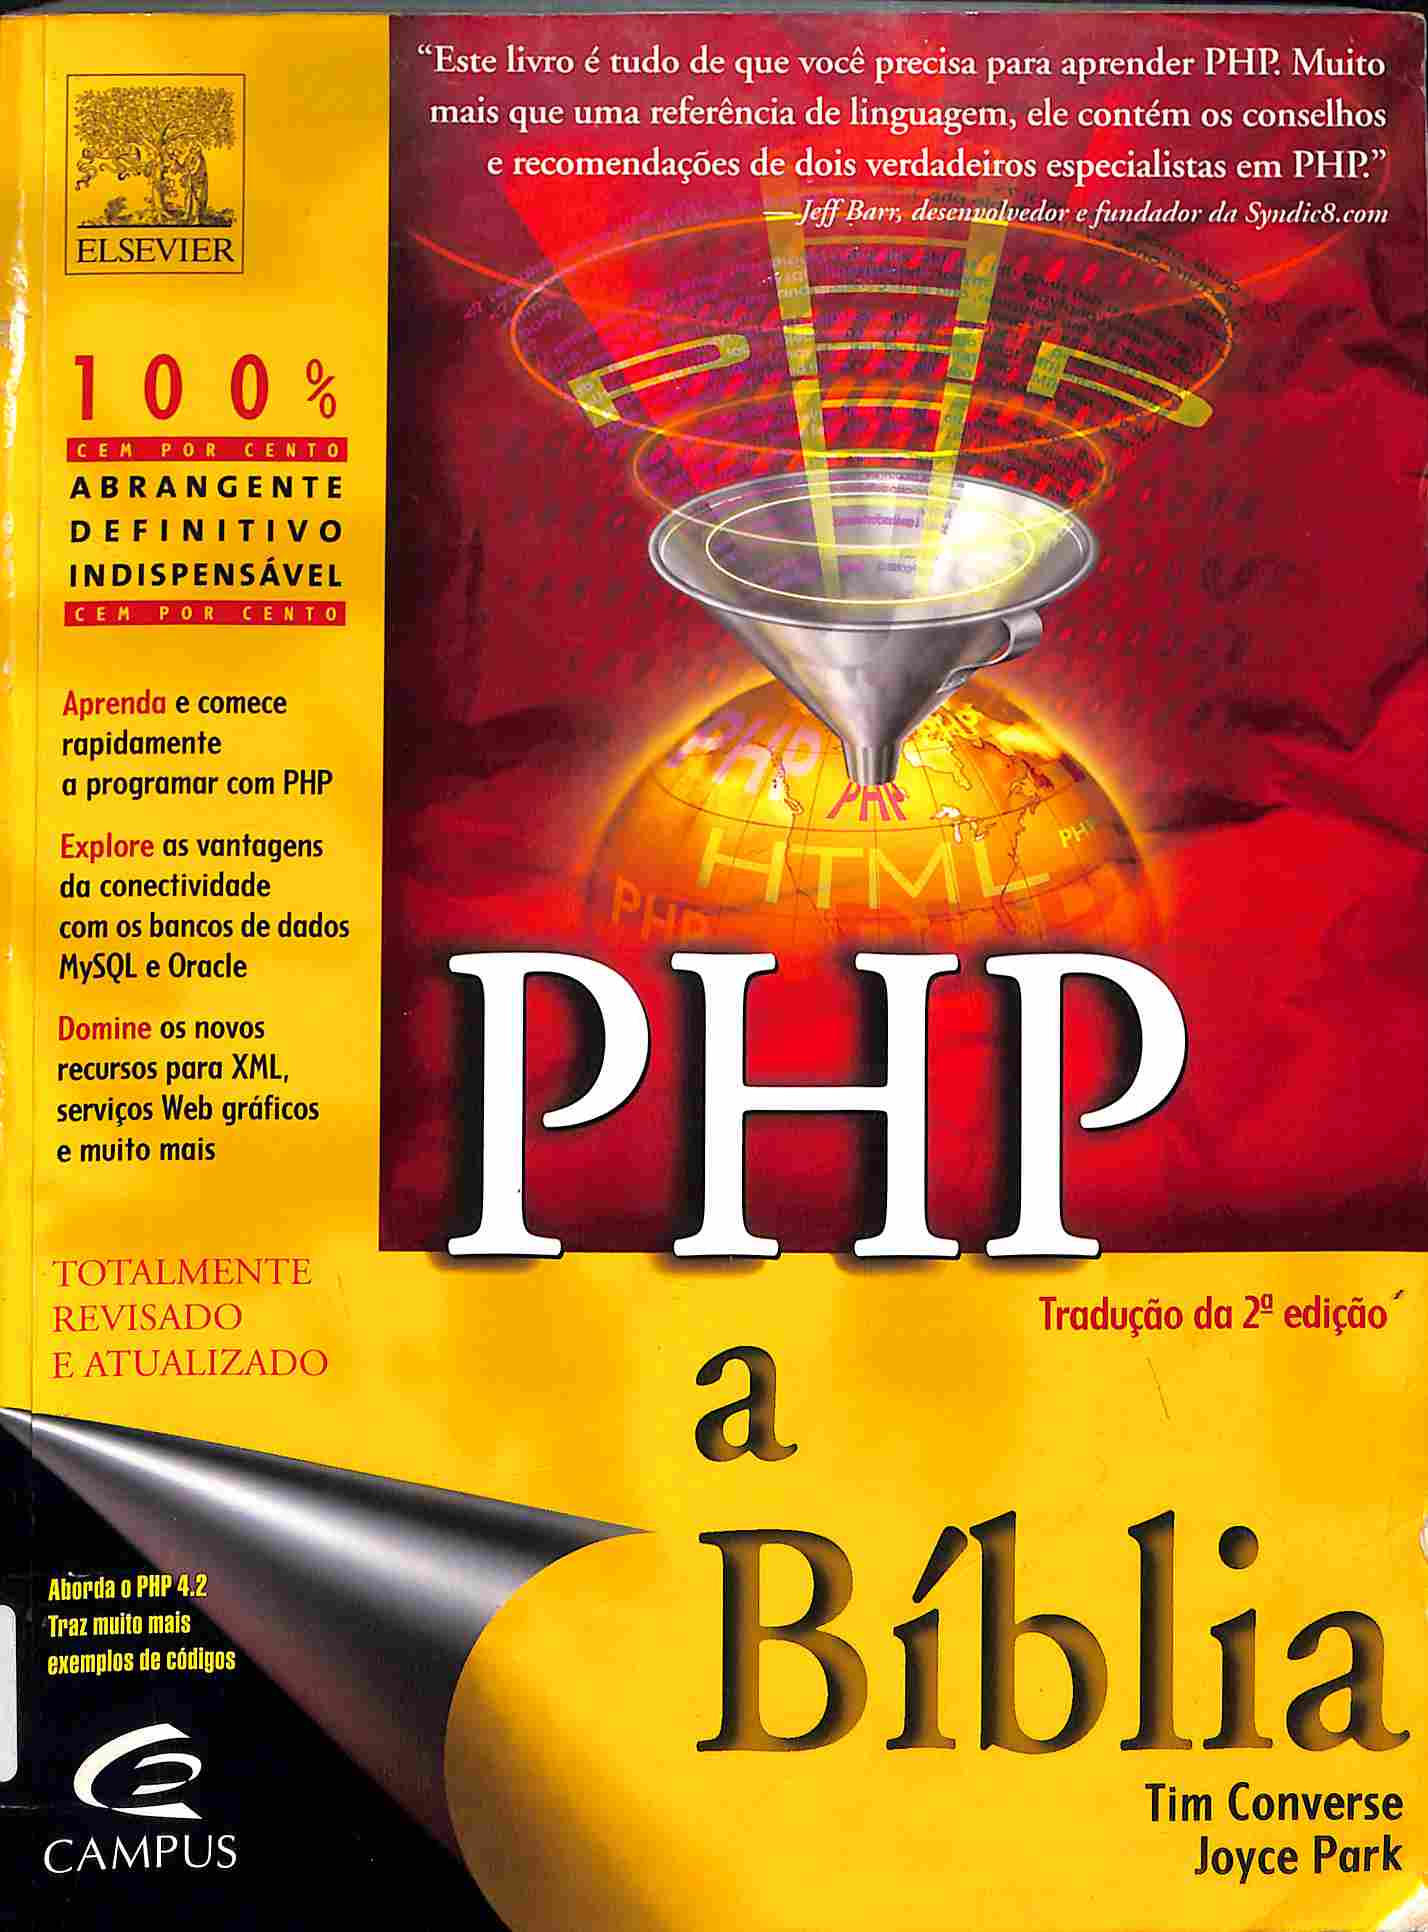 “Este livro é tudo de que você precisa para aprender PHP. Muito
mais que uma referência de linguagem, ele contém os conselhos
e recomendações de dois verdadeiros especialistas em PHP.”
— Jeff Barr, desenvolvedor e fundador da Syndic8.com
ELSEVIER
100%
CEM POR CENTO
ABRANGENTE
DEFINITIVO
INDISPENSÁVEL
CEM POR CENTO
Aprenda e comece
rapidamente
a programar com PHP
Explore as vantagens
da conectividade
com os bancos de dados
MySQL e Oracle
Domine os novos
recursos para XML,
serviços Web gráficos
e muito mais
TOTALMENTE
REVISADO
E ATUALIZADO
PHP
PHP
PHP
PHP
HTML
PHP
PHP
PHP
Tradução da 2ª edição
a
Bíblia
Aborda o PHP 4.2
Traz muito mais
exemplos de códigos
CAMPUS
Tim Converse
Joyce Park